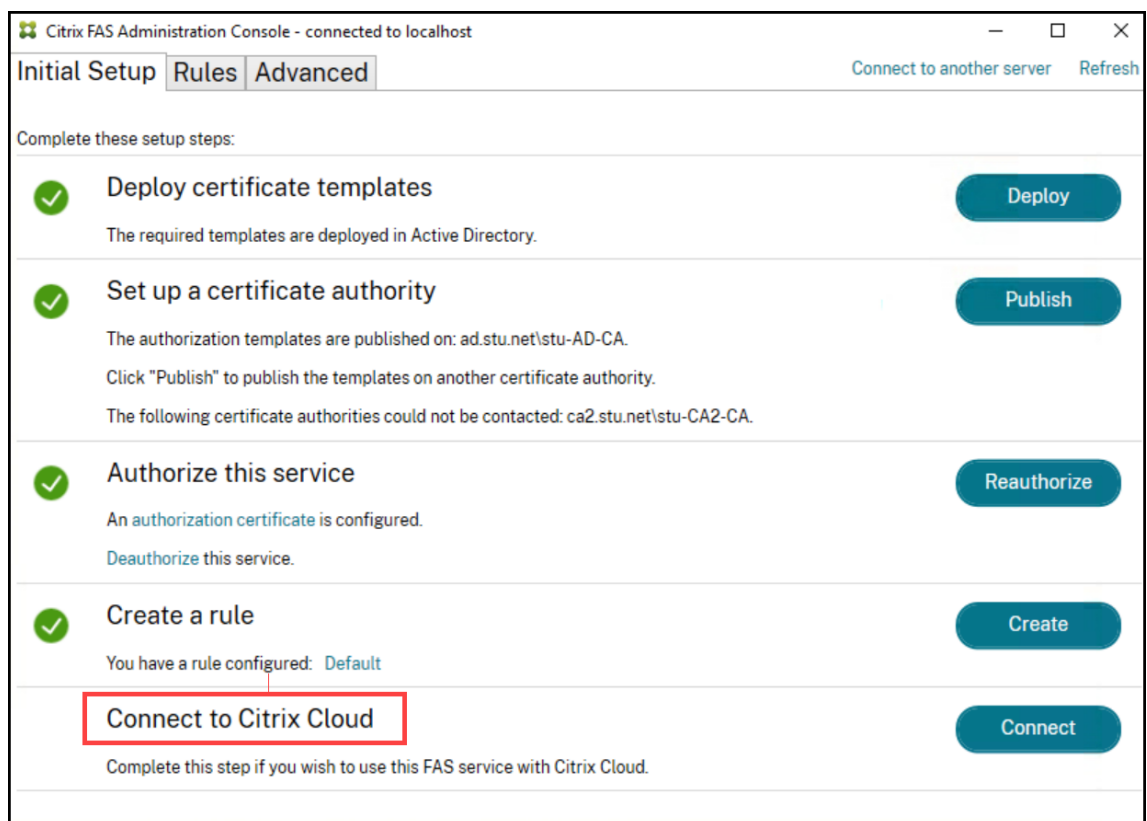 Citrix FAS Administration Console - connected to localhost
Initial Setup Rules Advanced Connect to another server Refresh
Complete these setup steps:
Deploy certificate templates
Deploy
The required templates are deployed in Active Directory.
Set up a certificate authority
Publish
The authorization templates are published on: ad.stu.net\stu-AD-CA.
Click "Publish" to publish the templates on another certificate authority.
The following certificate authorities could not be contacted: ca2.stu.net\stu-CA2-CA.
Authorize this service
Reauthorize
An authorization certificate is configured.
Deauthorize this service.
Create a rule
Create
You have a rule configured: Default
Connect to Citrix Cloud
Connect
Complete this step if you wish to use this FAS service with Citrix Cloud.